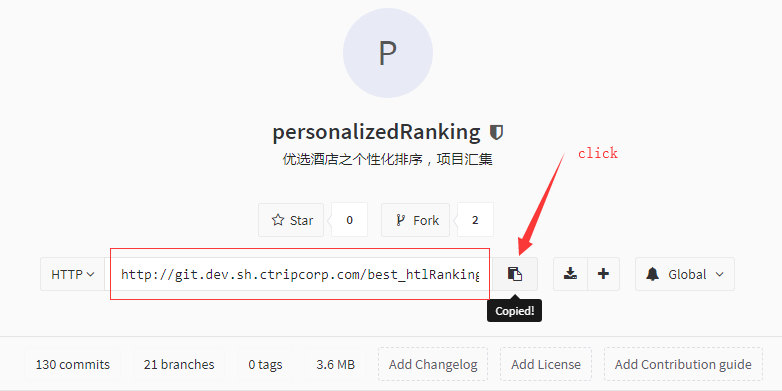 P
personalizedRanking
优选酒店之个性化排序，项目汇集
click
Star 0 Fork 2
HTTP http://git.dev.sh.ctripcorp.com/best_htlRanking Global
Copied!
130 commits 21 branches 0 tags 3.6 MB Add Changelog Add License Add Contribution guide